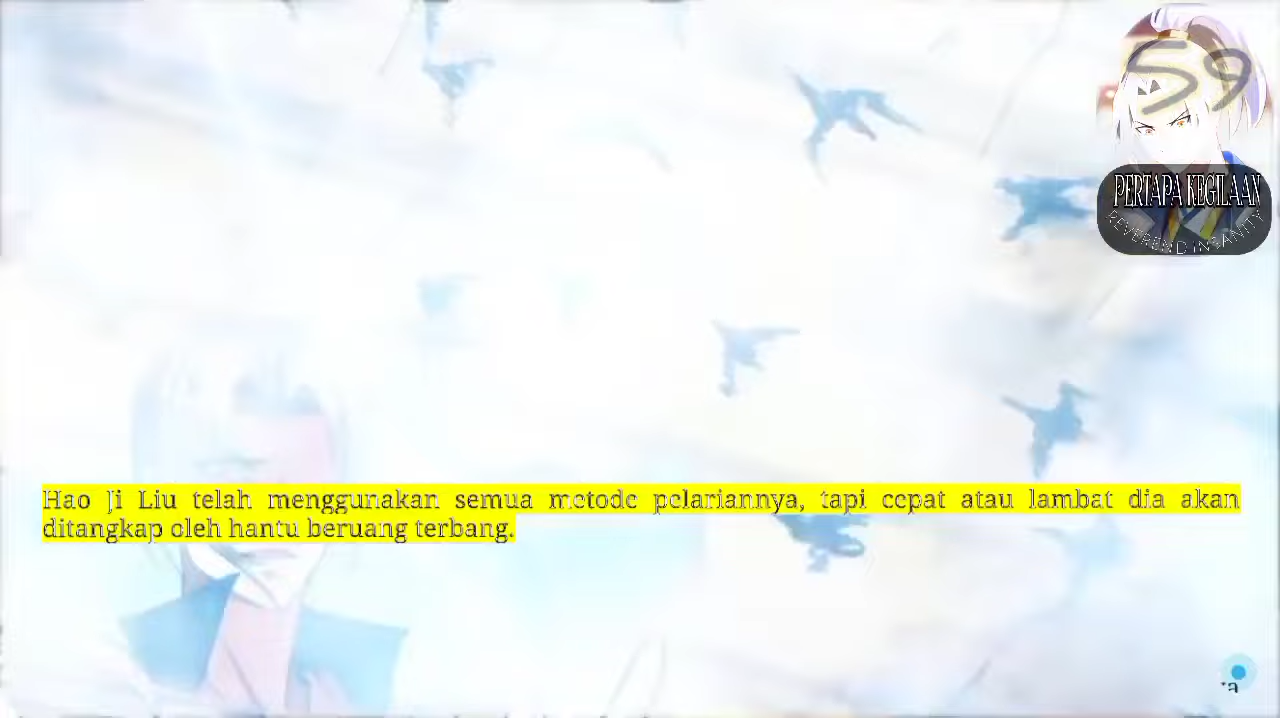 59
PERTAPA KEGILAAN
REVEREND INSANITY
Hao Ji Liu telah menggunakan semua metode pelariannya, tapi cepat atau lambat dia akan
ditangkap oleh hantu beruang terbang.
a